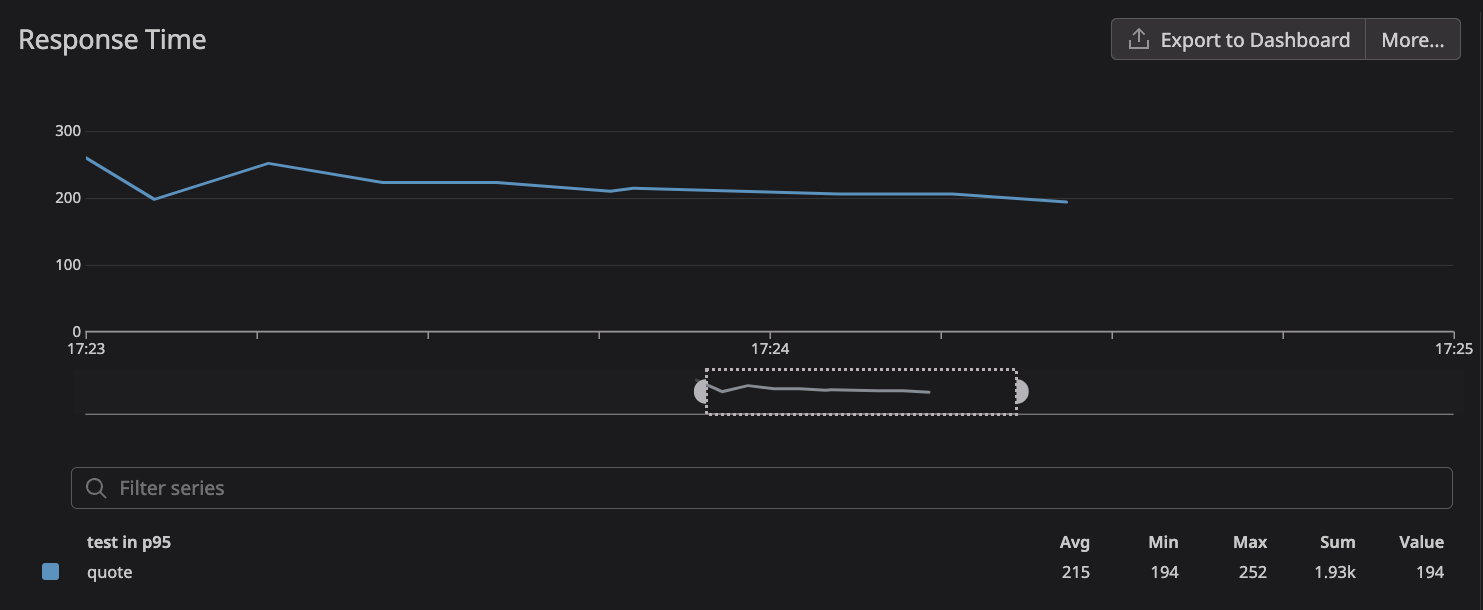 Response Time
Export to Dashboard More...
300
200
100
0
17:23 17:24 17:25
Filter series
test in p95 Avg Min Max Sum Value
quote 215 194 252 1.93k 194